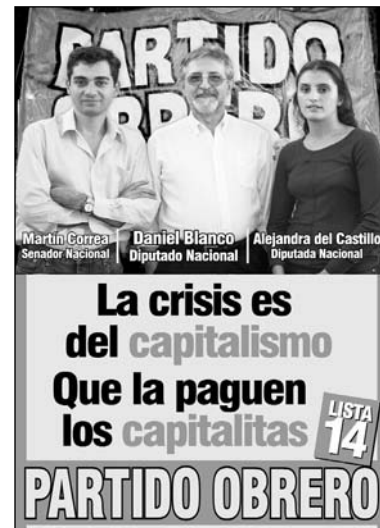 PARTIDO
OBRERO
Martín Correa
Senador Nacional
Daniel Blanco
Diputado Nacional
Alejandra del Castillo
Diputada Nacional
La crisis es
del capitalismo
Que la paguen
los capitalitas
LISTA
14
PARTIDO OBRERO